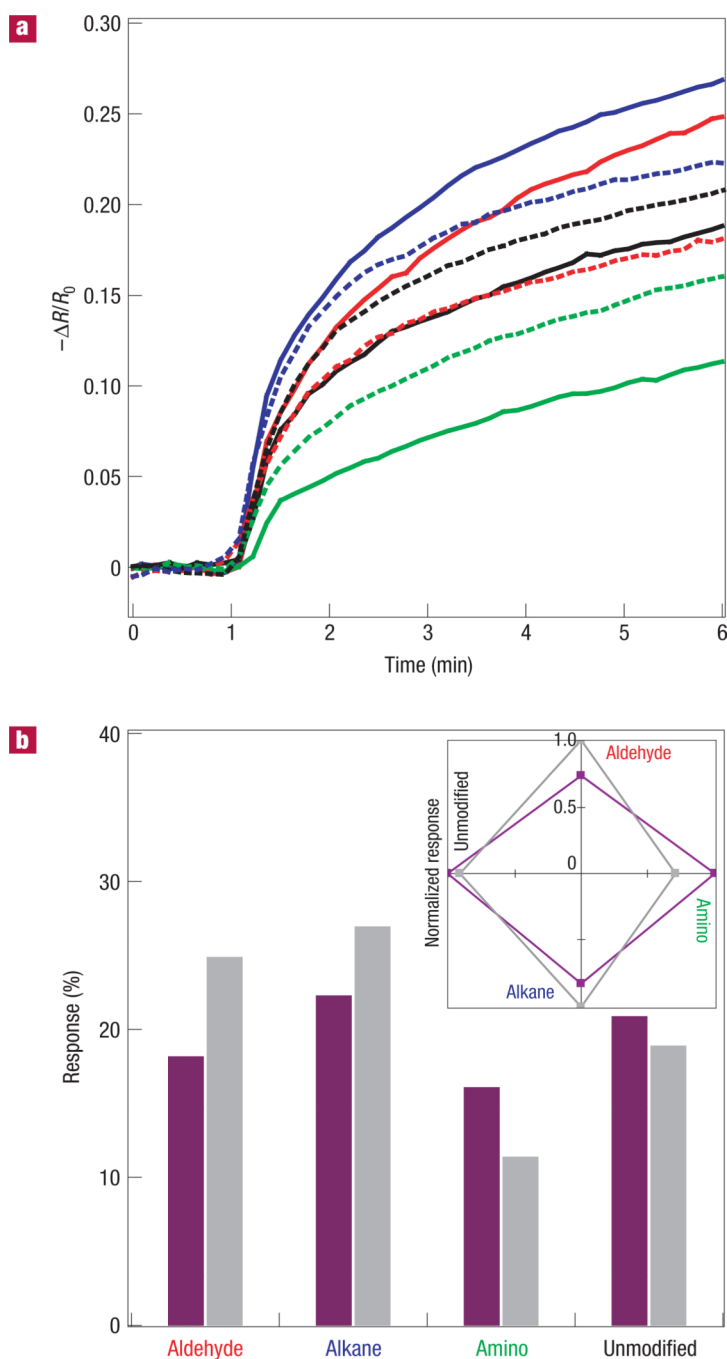 a
0.30
0.25
0.20
0.15
0.10
0.05
0
−ΔR/R0
0 1 2 3 4 5 6
Time (min)
b
40
30
20
10
0
Response (%)
1.0
0.5
0
Aldehyde
Unmodified
Normalized response
Amino
Alkane
Aldehyde Alkane Amino Unmodified